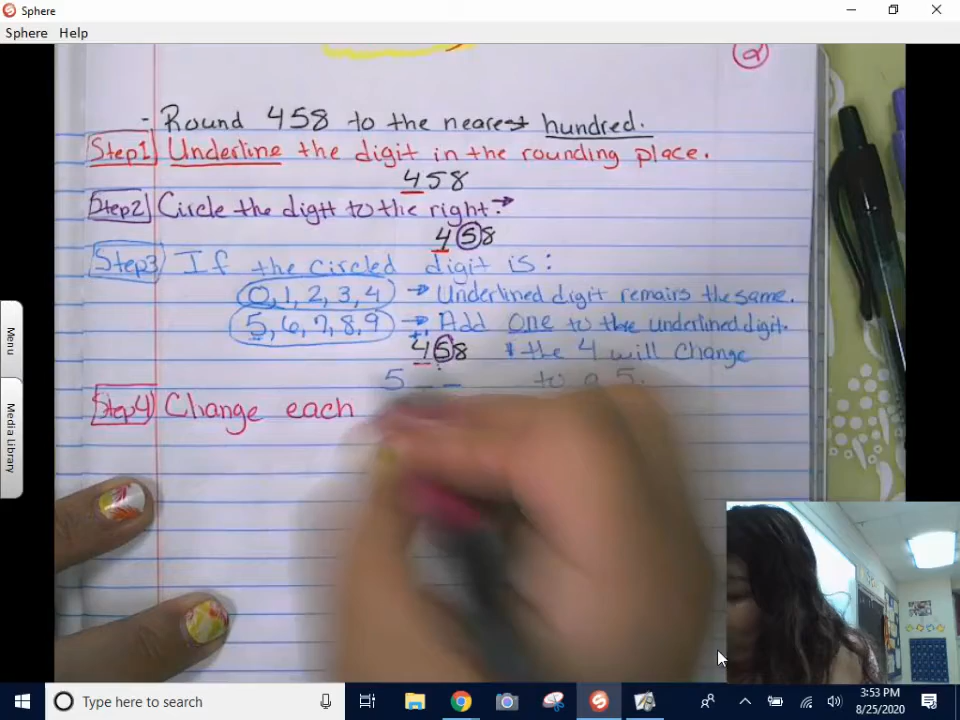 Sphere
Sphere Help
2
- Round 458 to the nearest hundred.
Step1 Underline the digit in the rounding place.
458
Step2 Circle the digit to the right.→
458
Step3 If the circled digit is:
0, 1, 2, 3, 4 → Underlined digit remains the same.
5, 6, 7, 8, 9 → Add One to the underlined digit.
458 the 4 will change
5 _ _ to a 5.
Step4 Change each
Menu
Media Library
Type here to search
3:53 PM
8/25/2020